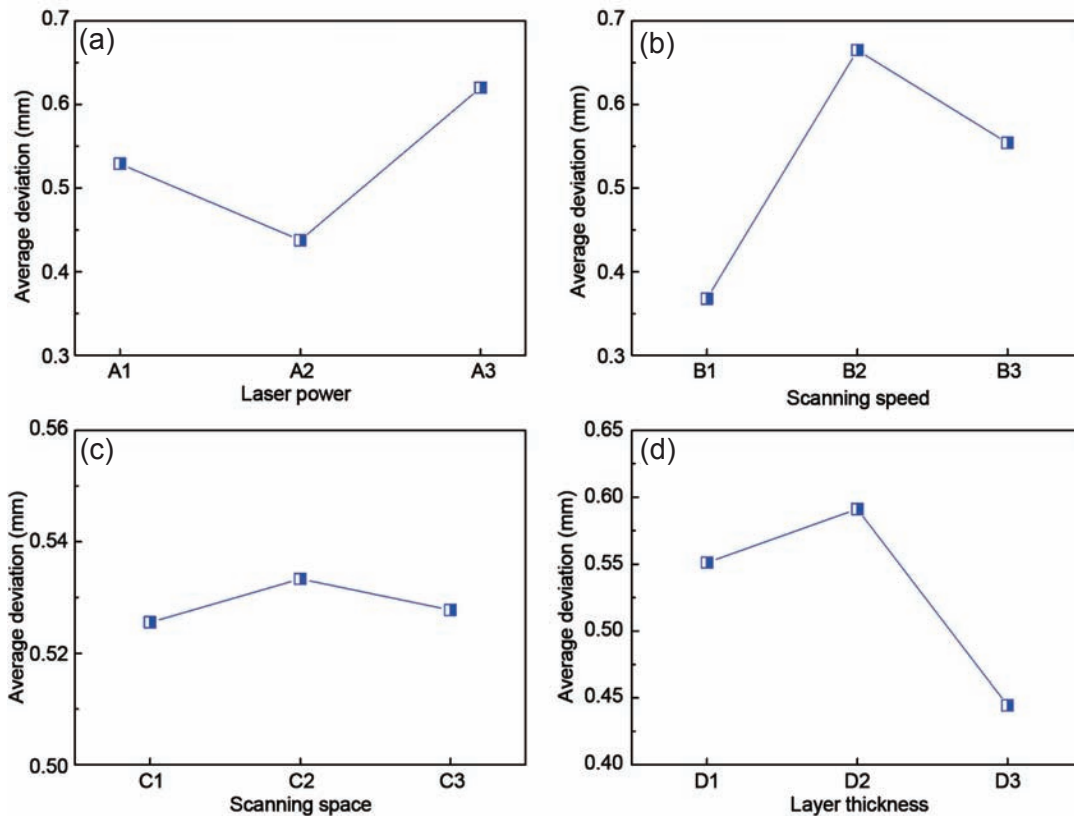 (a)
0.7
0.6
0.5
0.4
0.3
Average deviation (mm)
A1 A2 A3
Laser power
(b)
0.7
0.6
0.5
0.4
0.3
Average deviation (mm)
B1 B2 B3
Scanning speed
(c)
0.56
0.54
0.52
0.50
Average deviation (mm)
C1 C2 C3
Scanning space
(d)
0.65
0.60
0.55
0.50
0.45
0.40
Average deviation (mm)
D1 D2 D3
Layer thickness